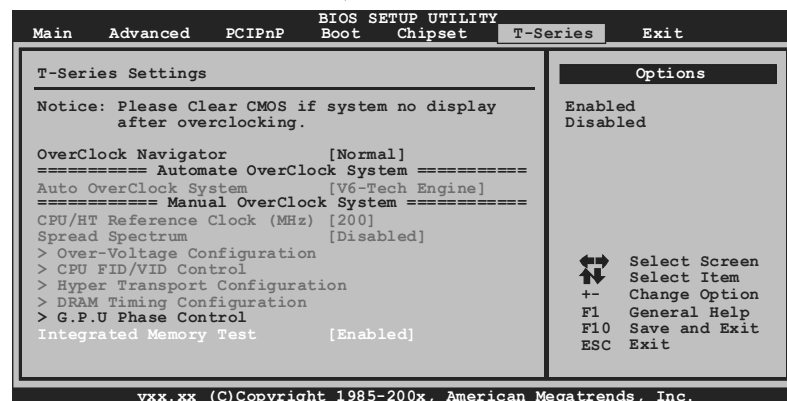 BIOS SETUP UTILITY
Main Advanced PCIPnP Boot Chipset T-Series Exit
T-Series Settings
Notice: Please Clear CMOS if system no display
after overclocking.
OverClock Navigator [Normal]
=========== Automate OverClock System ===========
Auto OverClock System [V6-Tech Engine]
============ Manual OverClock System ============
CPU/HT Reference Clock (MHz) [200]
Spread Spectrum [Disabled]
> Over-Voltage Configuration
> CPU FID/VID Control
> Hyper Transport Configuration
> DRAM Timing Configuration
> G.P.U Phase Control
Integrated Memory Test [Enabled]
Options
Enabled
Disabled
Select Screen
Select Item
+- Change Option
F1 General Help
F10 Save and Exit
ESC Exit
vxx.xx (C)Copyright 1985-200x, American Megatrends, Inc.